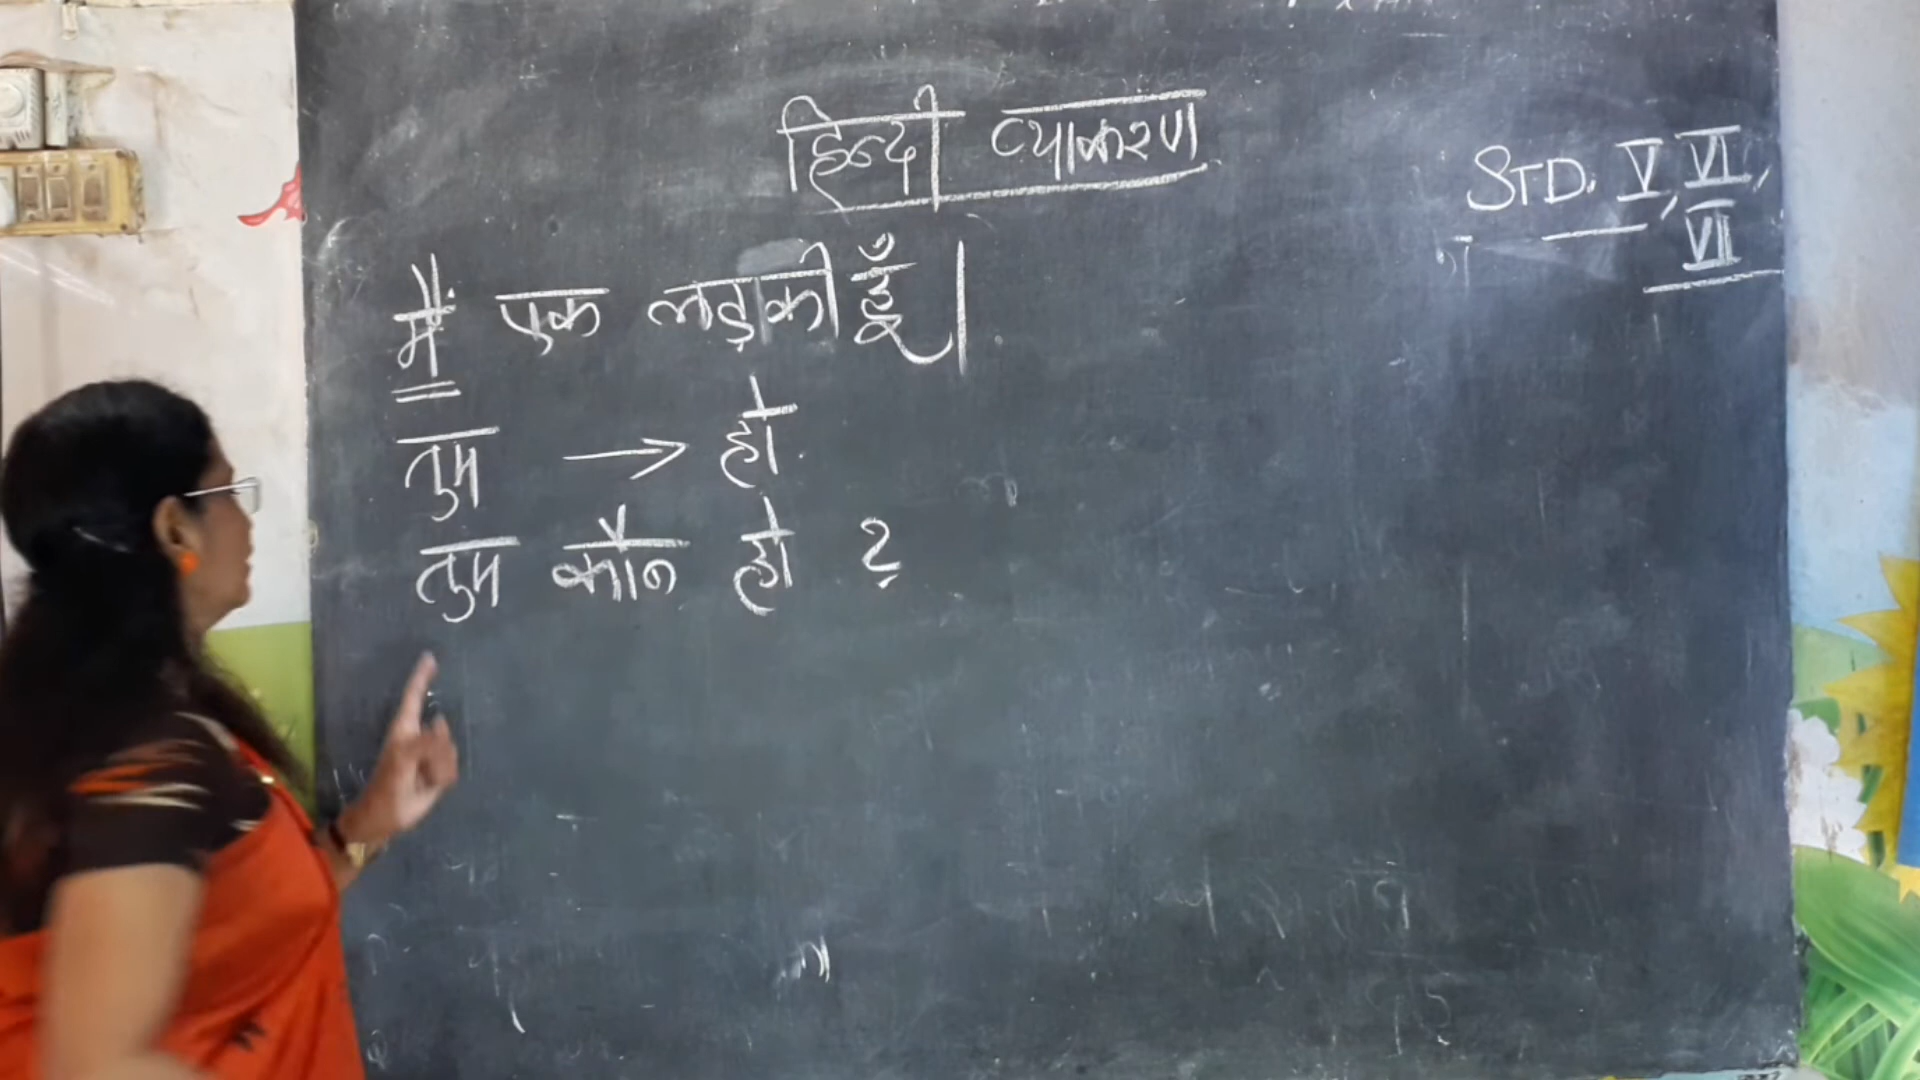 हिन्दी व्याकरण
STD. V, VI,
VII
मैं एक लड़की हूँ|
तुम → हो.
तुम कौन हो ?